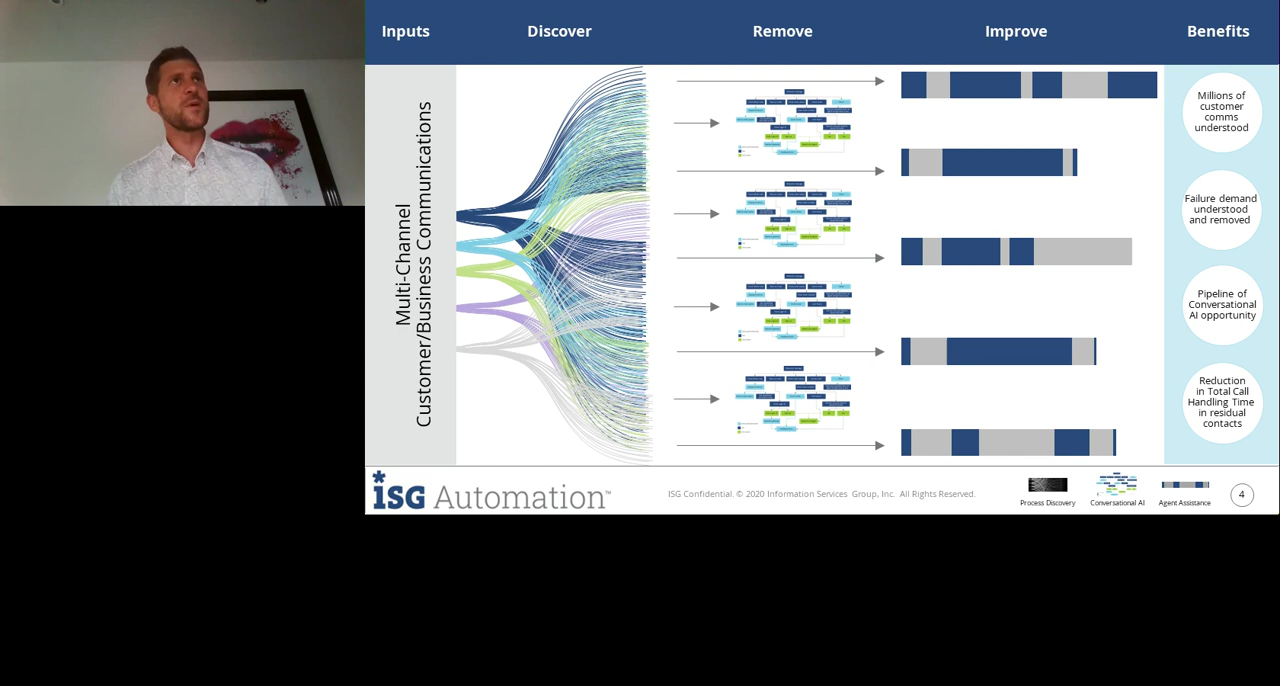 Inputs
Discover
Remove
Improve
Benefits
Multi-Channel
Customer/Business Communications
Millions of
customer
comms
understood
Failure demand
understood
and removed
Pipeline of
Conversational
AI opportunity
Reduction
in Total Call
Handling Time
in residual
contacts
ISG Automation™
ISG Confidential. © 2020 Information Services Group, Inc. All Rights Reserved.
Process Discovery
Conversational AI
Agent Assistance
4